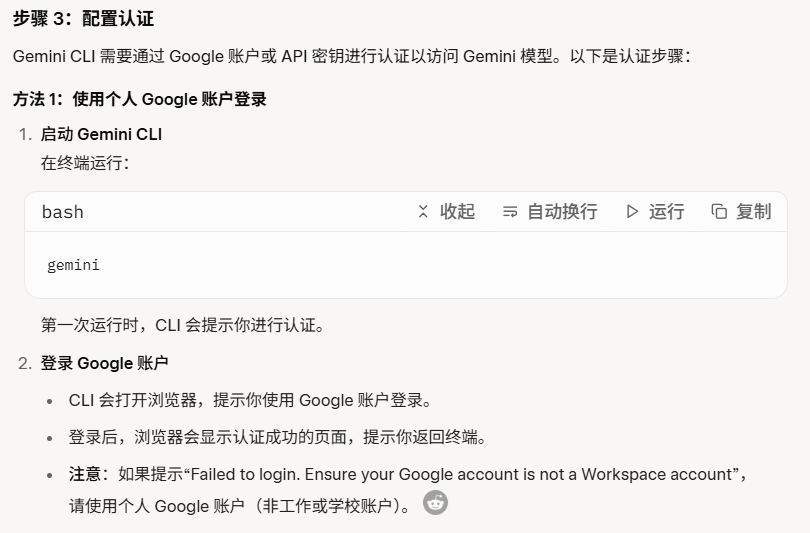 步骤 3：配置认证
Gemini CLI 需要通过 Google 账户或 API 密钥进行认证以访问 Gemini 模型。以下是认证步骤：
方法 1：使用个人 Google 账户登录
1. 启动 Gemini CLI
在终端运行：
bash 收起 自动换行 运行 复制
gemini
第一次运行时，CLI 会提示你进行认证。
2. 登录 Google 账户
• CLI 会打开浏览器，提示你使用 Google 账户登录。
• 登录后，浏览器会显示认证成功的页面，提示你返回终端。
• 注意：如果提示“Failed to login. Ensure your Google account is not a Workspace account”，
请使用个人 Google 账户（非工作或学校账户）。